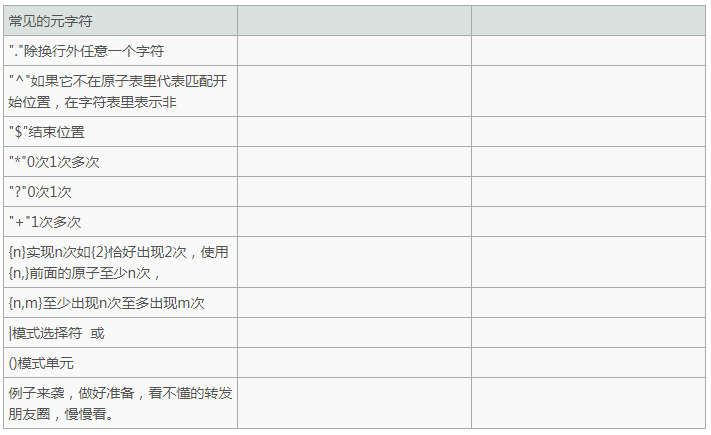 常见的元字符
"."除换行外任意一个字符
"^"如果它不在原子表里代表匹配开
始位置，在字符表里表示非
"$"结束位置
"*"0次1次多次
"?"0次1次
"+"1次多次
{n}实现n次如{2}恰好出现2次，使用
{n,}前面的原子至少n次，
{n,m}至少出现n次至多出现m次
|模式选择符  或
()模式单元
例子来袭，做好准备，看不懂的转发
朋友圈，慢慢看。